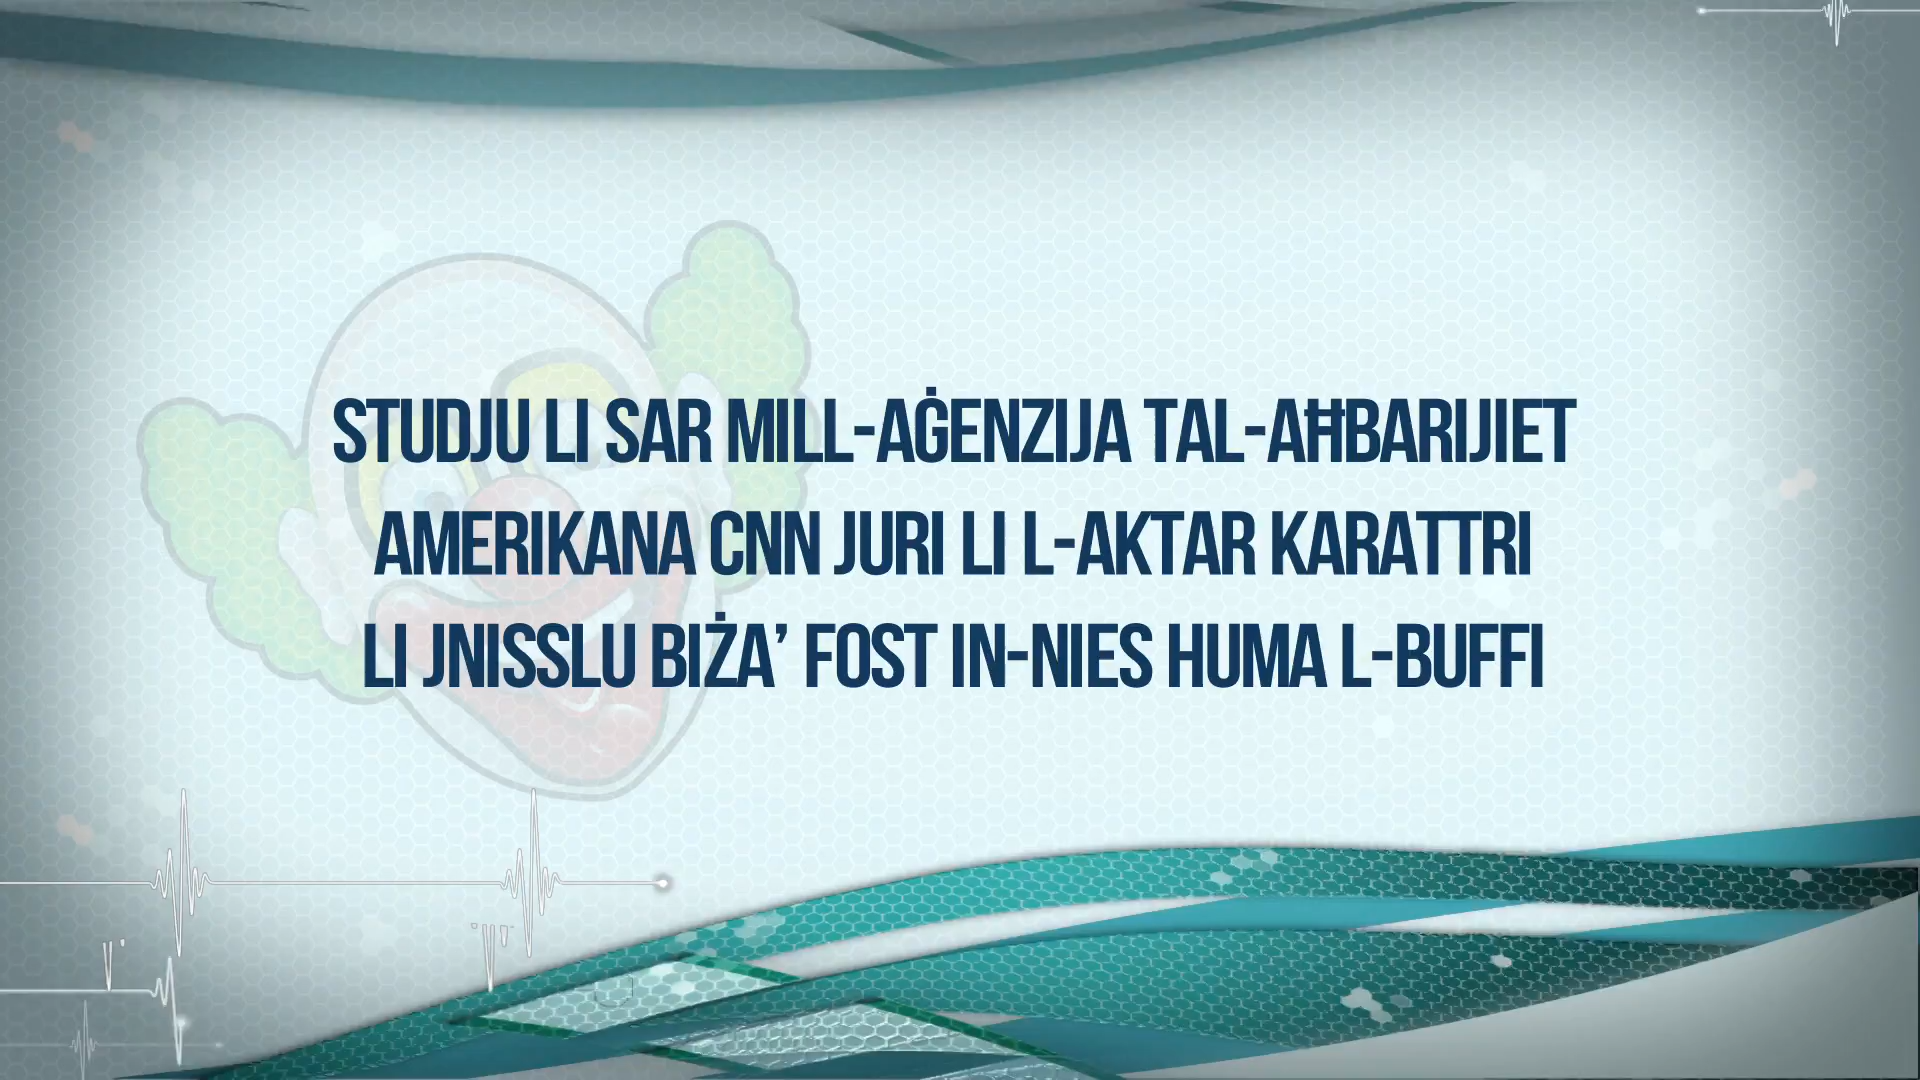 STUDJU LI SAR MILL-AĠENZIJA TAL-AĦBARIJIET
AMERIKANA CNN JURI LI L-AKTAR KARATTRI
LI JNISSLU BIŻA’ FOST IN-NIES HUMA L-BUFFI